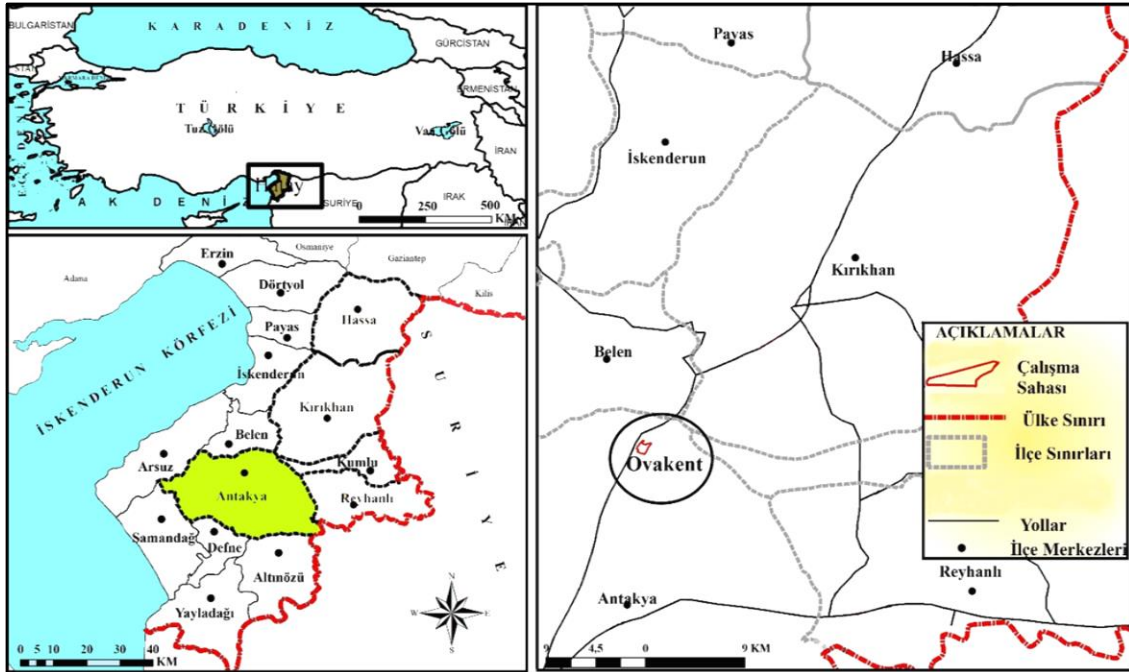 BULGARİSTAN
K A R A D E N İ Z
GÜRCİSTAN
ERMENİSTAN
T Ü R K İ Y E
Tuz Gölü
Van Gölü
İRAN
Hatay
A K D E N İ
SURİYE
IRAK
0 250 500
KM
Adana
Erzin
Osmaniye
Gaziantep
Kilis
Dörtyol
Hassa
Payas
İSKENDERUN KÖRFEZİ
İskenderun
S U R İ Y E
Kırıkhan
Belen
Arsuz
Kumlu
Antakya
Reyhanlı
Samandağ
Defne
Altınözü
Yayladağı
N
W E
S
0 5 10 20 30 40
KM
Payas
Hassa
İskenderun
Kırıkhan
Belen
Ovakent
Antakya
Reyhanlı
9 4,5 0 9 KM
AÇIKLAMALAR
Çalışma
Sahası
Ülke Sınırı
İlçe Sınırları
Yollar
İlçe Merkezleri